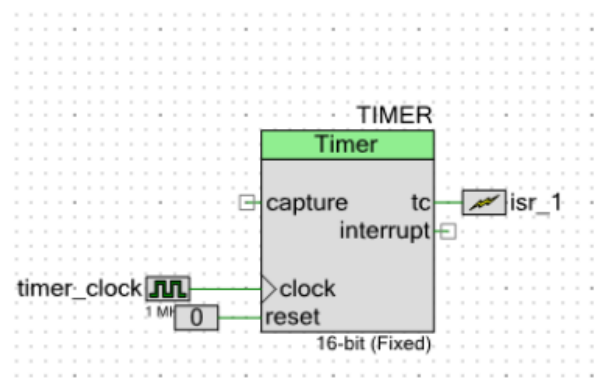 TIMER
Timer
capture
tc
isr_1
interrupt
timer_clock
clock
0
reset
16-bit (Fixed)